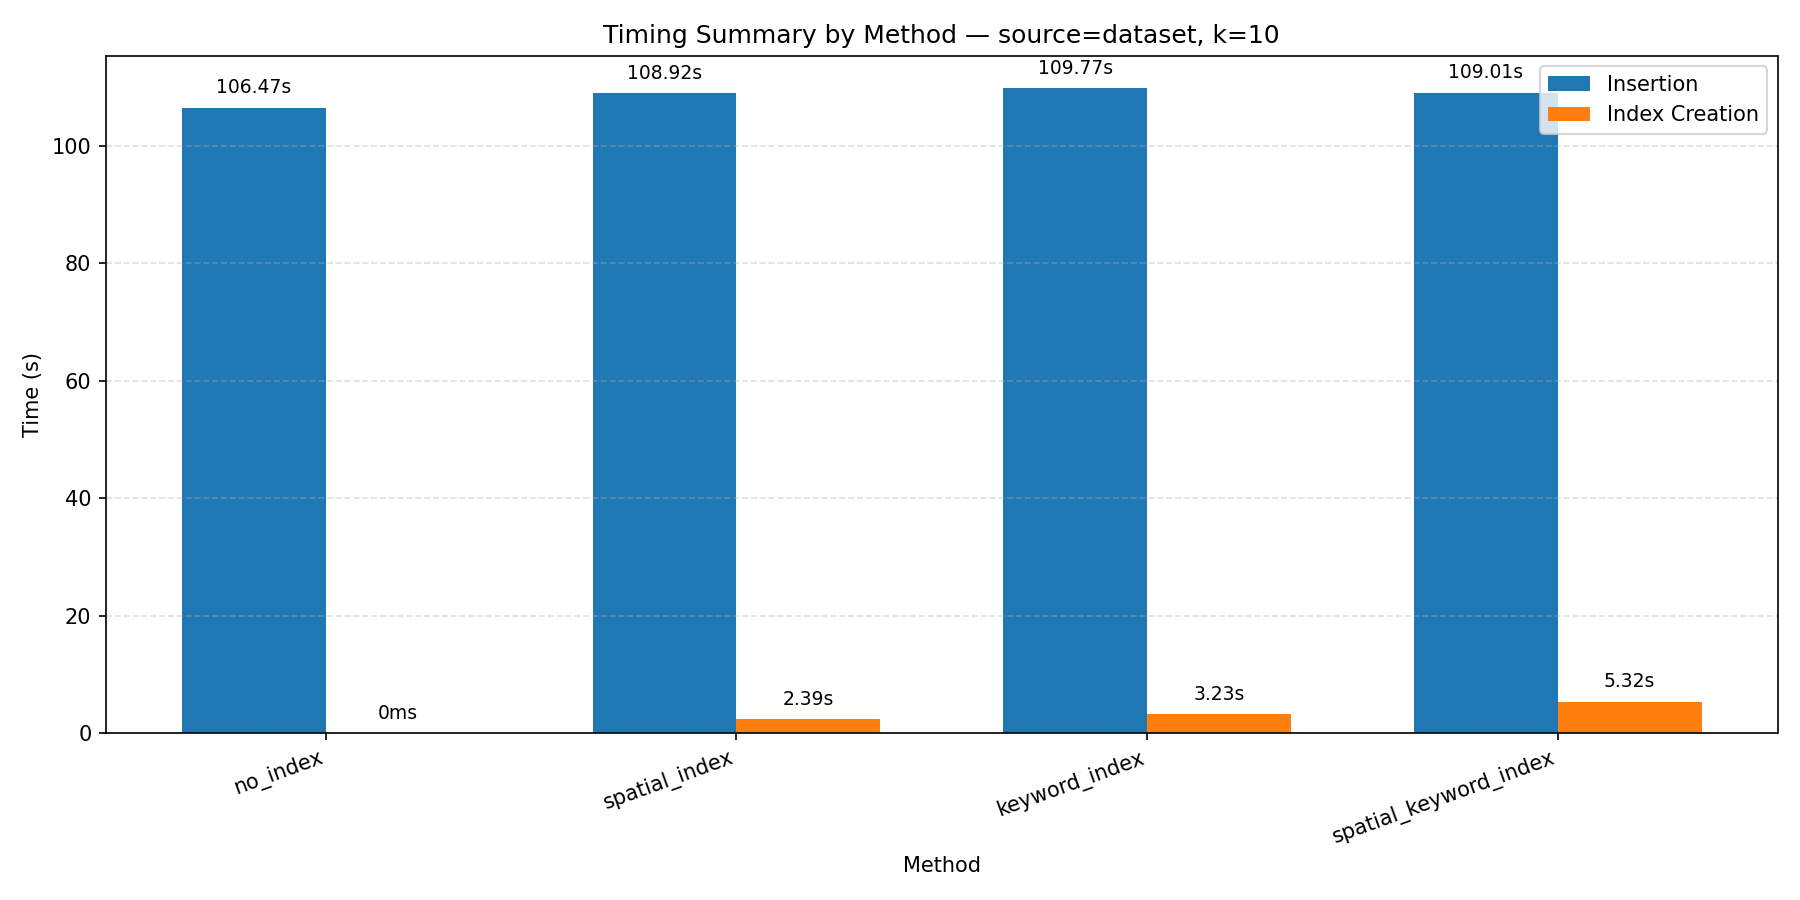 Timing Summary by Method — source=dataset, k=10
106.47s
108.92s
109.77s
109.01s
Insertion
Index Creation
100
80
60
40
20
0
Time (s)
0ms
2.39s
3.23s
5.32s
no_index
spatial_index
keyword_index
spatial_keyword_index
Method